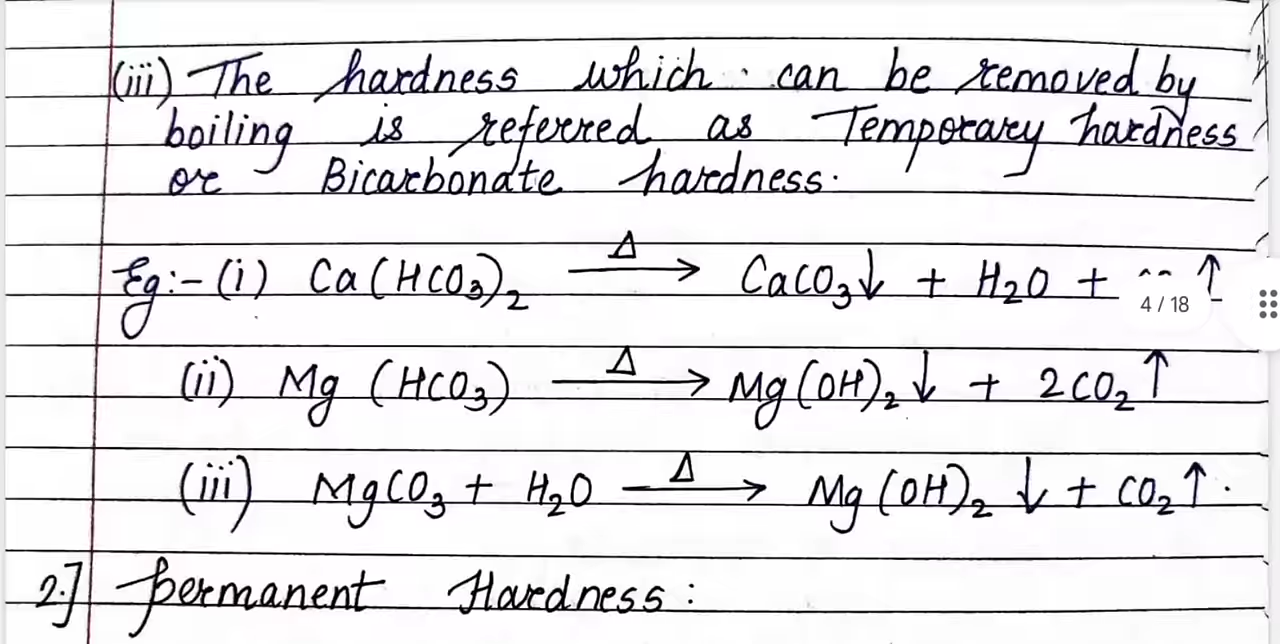 (iii) The hardness which can be removed by
boiling is referred as Temporary hardness
or Bicarbonate hardness.
Eg:- (i) Ca(HCO₃)₂ —Δ→ CaCO₃↓ + H₂O + ↑
4 / 18
(ii) Mg (HCO₃) —Δ→ Mg(OH)₂↓ + 2CO₂↑
(iii) MgCO₃ + H₂O —Δ→ Mg(OH)₂ ↓ + CO₂↑.
2.] Permanent Hardness: